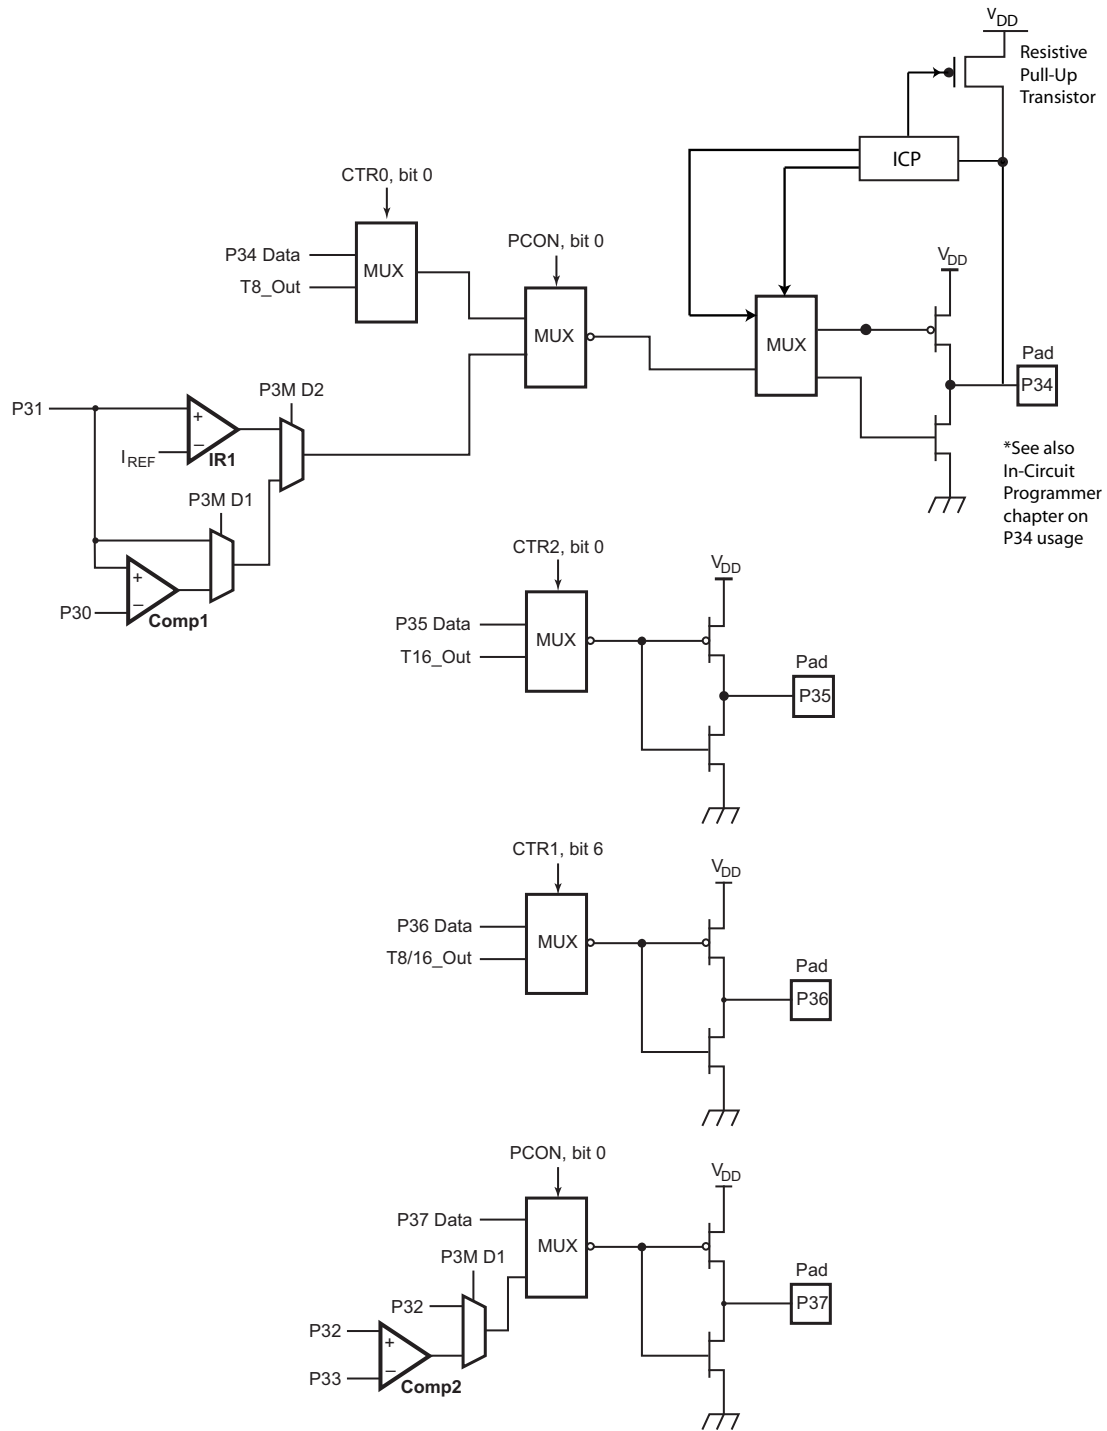 VDD
Resistive
Pull-Up
Transistor
ICP
CTR0, bit 0
P34 Data
T8_Out
MUX
PCON, bit 0
MUX
VDD
MUX
Pad
P34
P3M D2
P31
+
−
IREF
IR1
*See also
In-Circuit
Programmer
chapter on
P34 usage
P3M D1
+
−
P30
Comp1
CTR2, bit 0
VDD
P35 Data
T16_Out
MUX
Pad
P35
CTR1, bit 6
VDD
P36 Data
T8/16_Out
MUX
Pad
P36
PCON, bit 0
VDD
P37 Data
MUX
P3M D1
Pad
P37
P32
P32
+
−
P33
Comp2